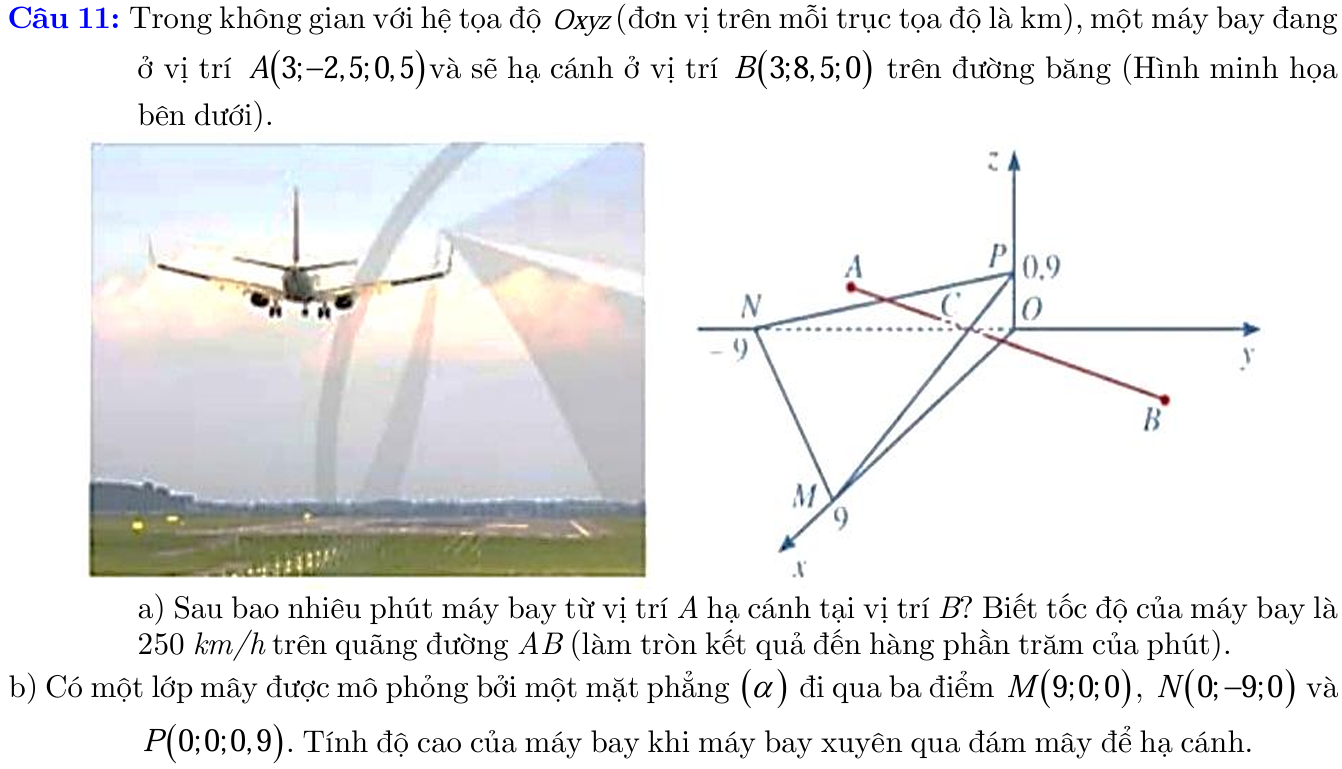 Câu 11: Trong không gian với hệ tọa độ Oxyz (đơn vị trên mỗi trục tọa độ là km), một máy bay đang
ở vị trí A(3;−2,5;0,5) và sẽ hạ cánh ở vị trí B(3;8,5;0) trên đường băng (Hình minh họa
bên dưới).
z
P 0,9
A
C
N
O
−9
y
B
M
9
x
a) Sau bao nhiêu phút máy bay từ vị trí A hạ cánh tại vị trí B? Biết tốc độ của máy bay là
250 km/h trên quãng đường AB (làm tròn kết quả đến hàng phần trăm của phút).
b) Có một lớp mây được mô phỏng bởi một mặt phẳng (α) đi qua ba điểm M(9;0;0), N(0;−9;0) và
P(0;0;0,9). Tính độ cao của máy bay khi máy bay xuyên qua đám mây để hạ cánh.